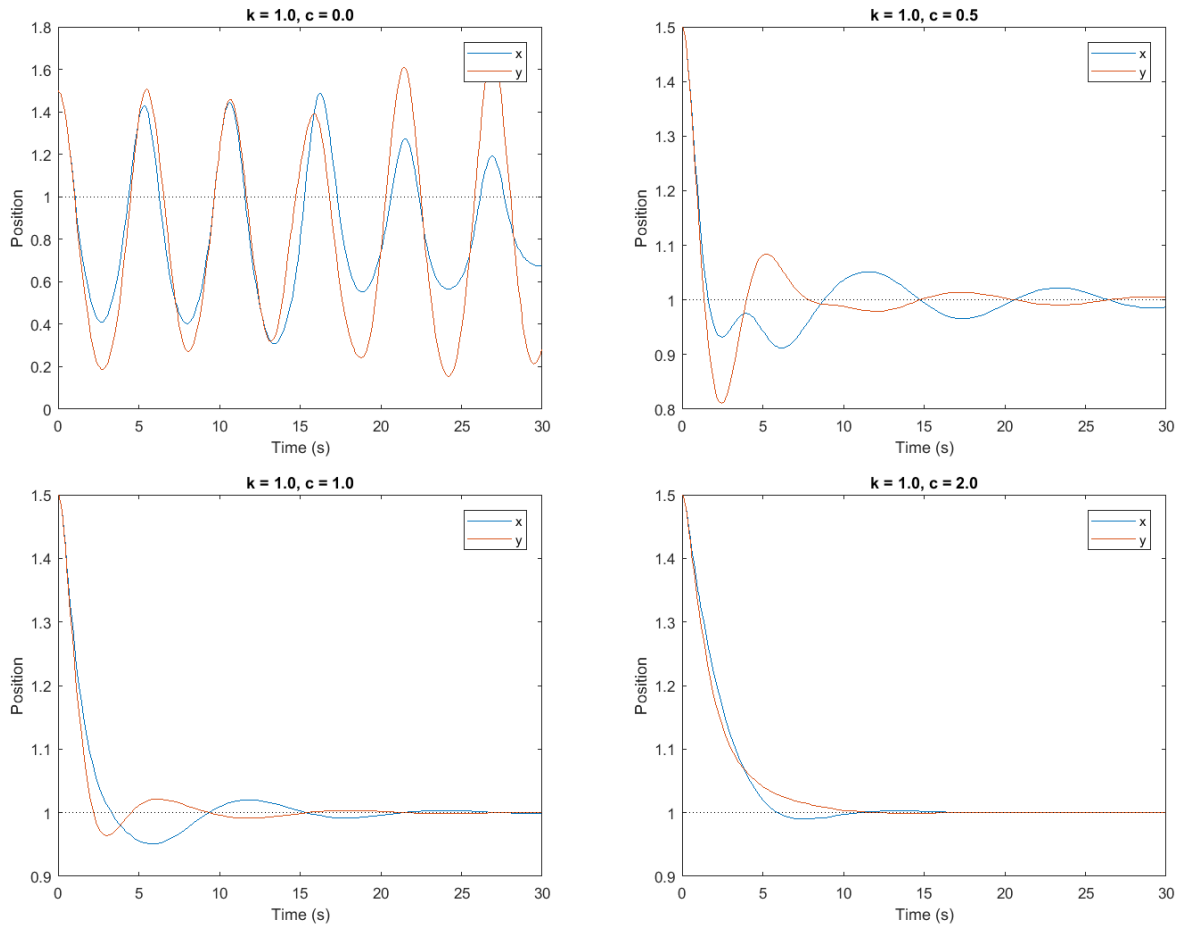 k = 1.0, c = 0.0
1.8
1.6
1.4
1.2
1
0.8
0.6
0.4
0.2
0
Position
x
y
0 5 10 15 20 25 30
Time (s)
k = 1.0, c = 0.5
1.5
1.4
1.3
1.2
1.1
1
0.9
0.8
Position
x
y
0 5 10 15 20 25 30
Time (s)
k = 1.0, c = 1.0
1.5
1.4
1.3
1.2
1.1
1
0.9
Position
x
y
0 5 10 15 20 25 30
Time (s)
k = 1.0, c = 2.0
1.5
1.4
1.3
1.2
1.1
1
0.9
Position
x
y
0 5 10 15 20 25 30
Time (s)